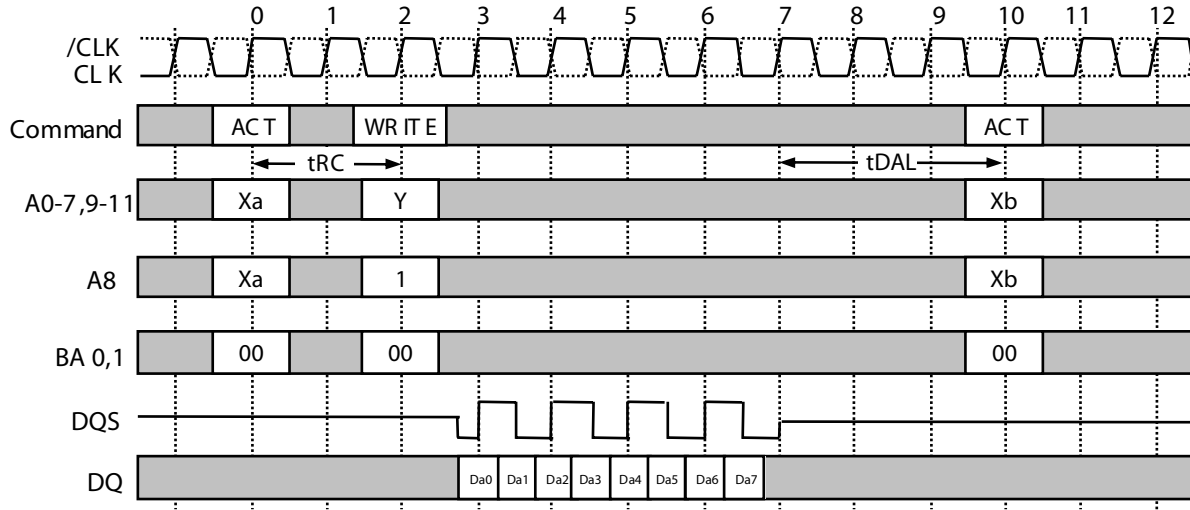 0 1 2 3 4 5 6 7 8 9 10 11 12
/CLK
CL K
Command AC T WR IT E AC T
tRC tDAL
A0-7,9-11 Xa Y Xb
A8 Xa 1 Xb
BA 0,1 00 00 00
DQS
DQ Da0 Da1 Da2 Da3 Da4 Da5 Da6 Da7